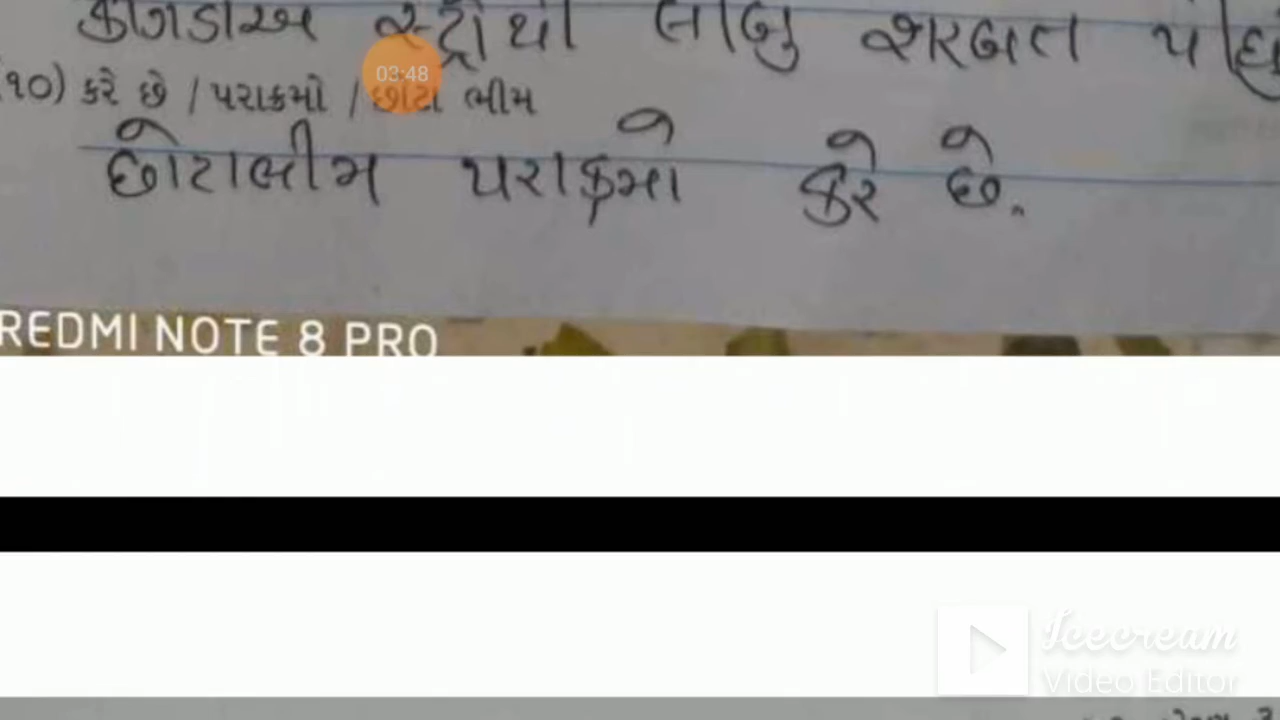 કાગડાએ સ્ટ્રોથી લીંબુ શરબત
03:48
(૧૦) કરે છે / પરાક્રમો / છોટા ભીમ
છોટાભીમ પરાક્રમો કરે છે.
REDMI NOTE 8 PRO
Icecream
Video Editor